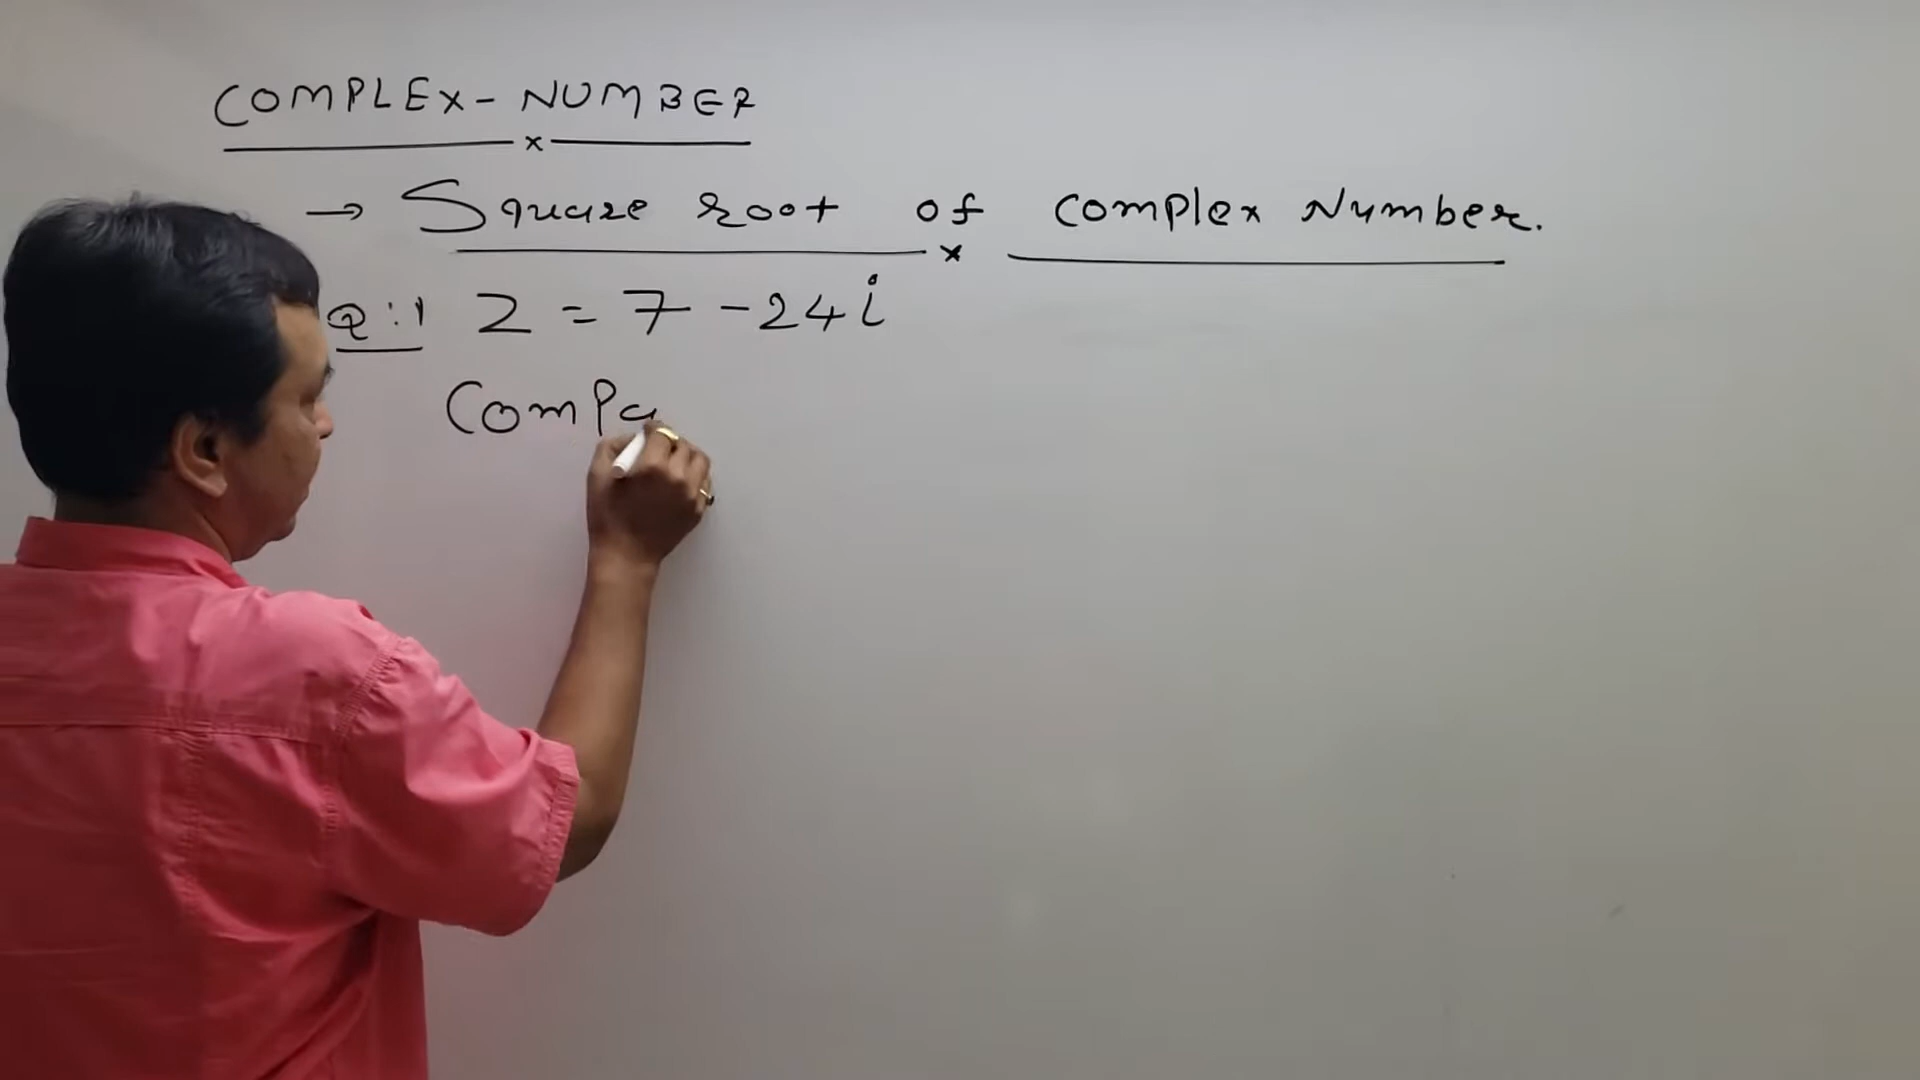 COMPLEX - NUMBER
x
→ Square root of complex Number.
x
Q:1 Z = 7 - 24i
Compa